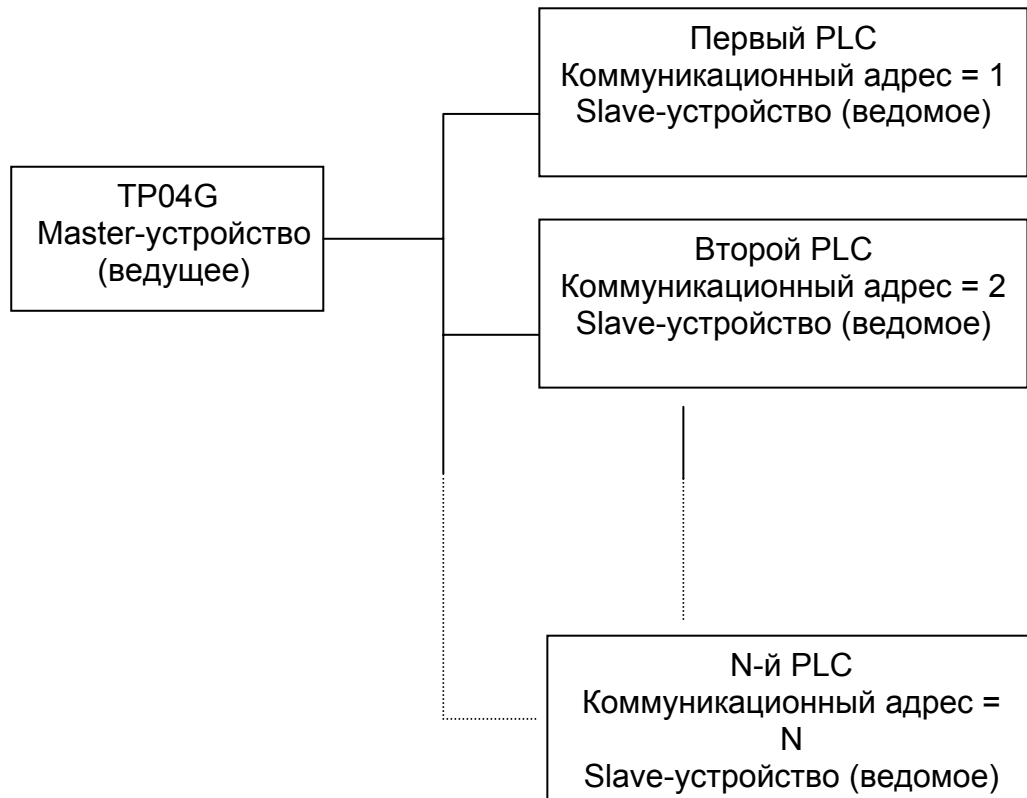 Первый PLC
Коммуникационный адрес = 1
Slave-устройство (ведомое)
TP04G
Master-устройство
(ведущее)
Второй PLC
Коммуникационный адрес = 2
Slave-устройство (ведомое)
N-й PLC
Коммуникационный адрес =
N
Slave-устройство (ведомое)